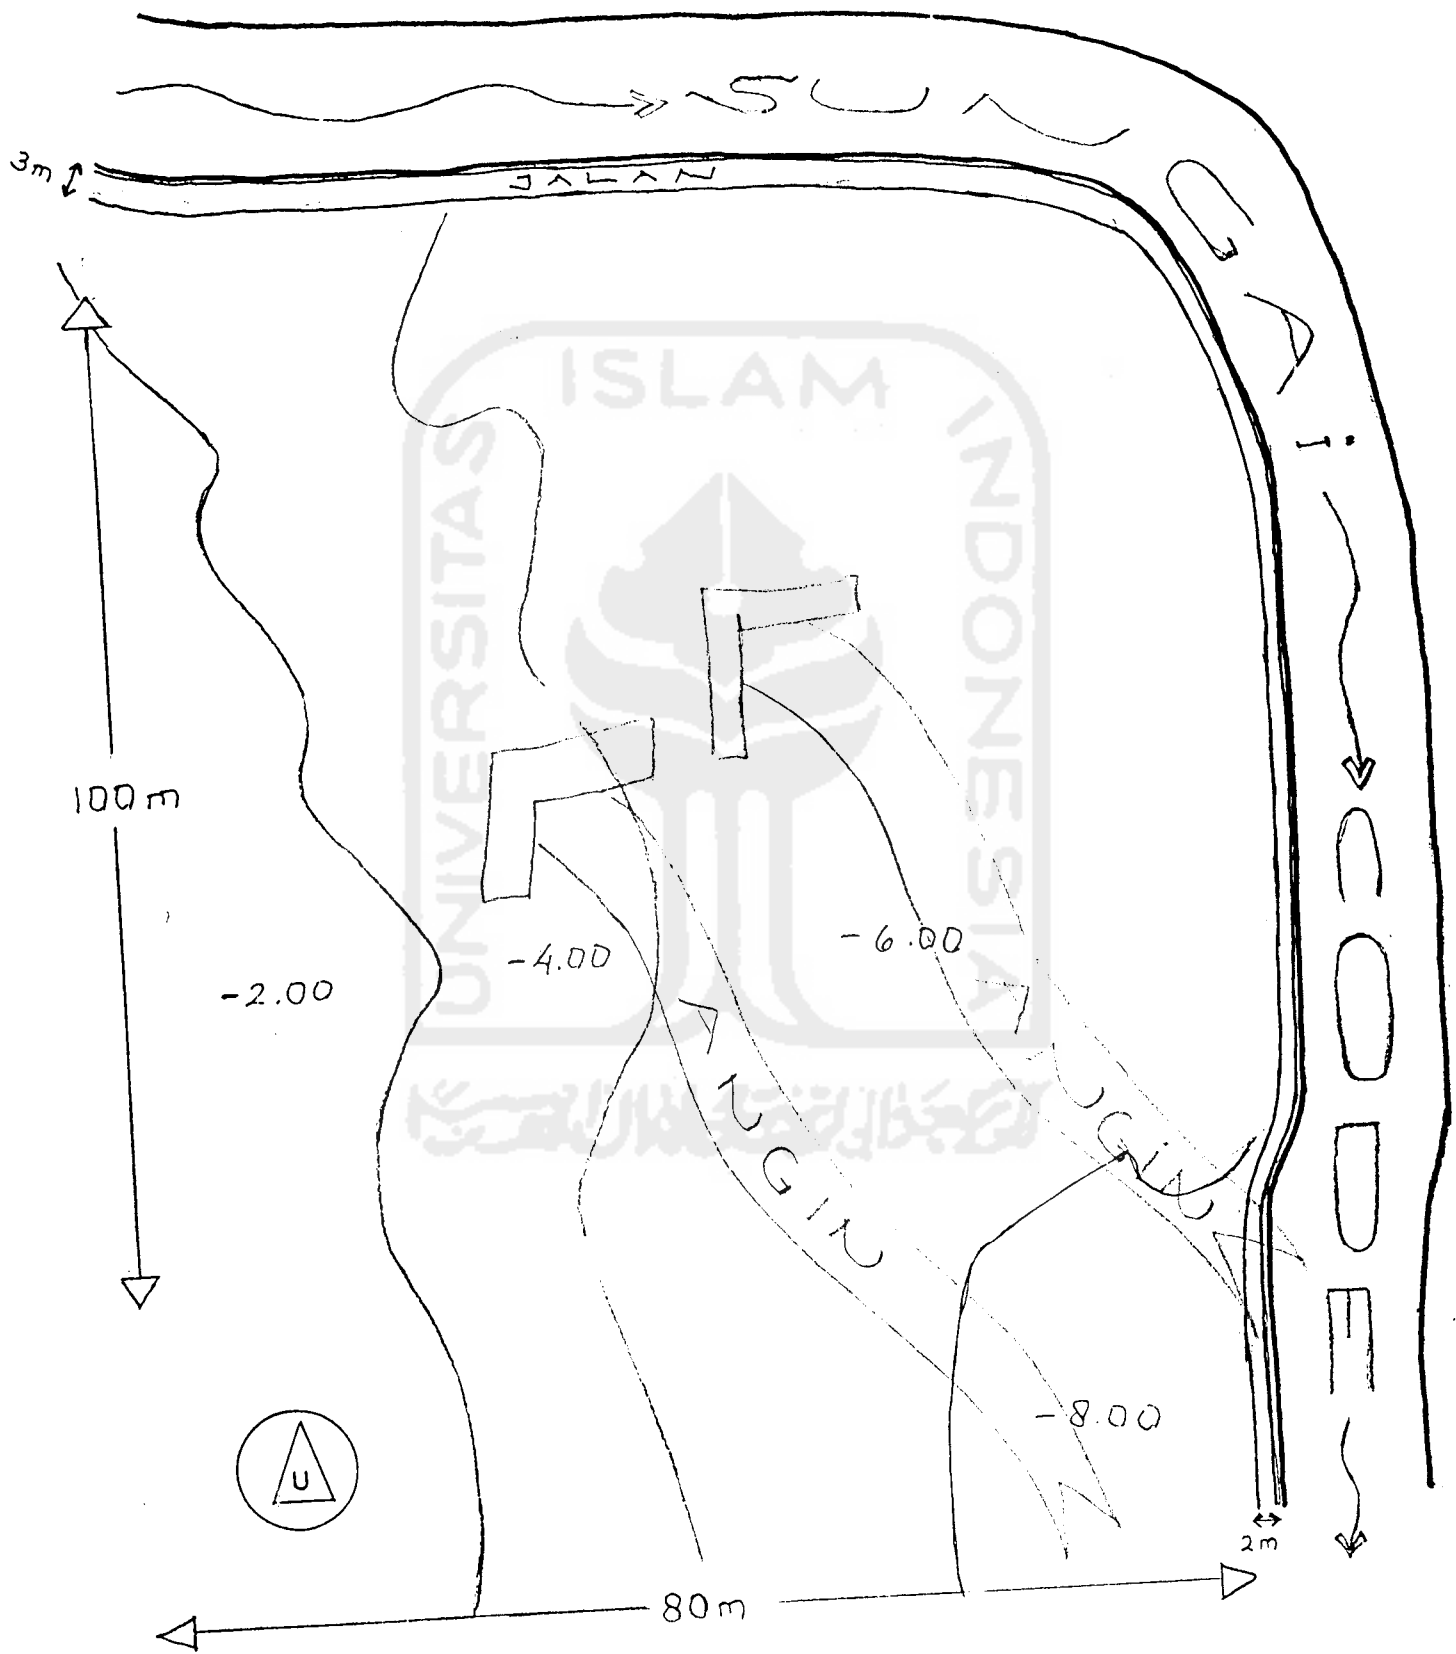 SUNGAI CODE
3m
JALAN
ISLAM
UNIVERSITAS
INDONESIA
100m
-6.00
-4.00
-2.00
ANGIN
ANGIN
-8.00
U
2m
80m